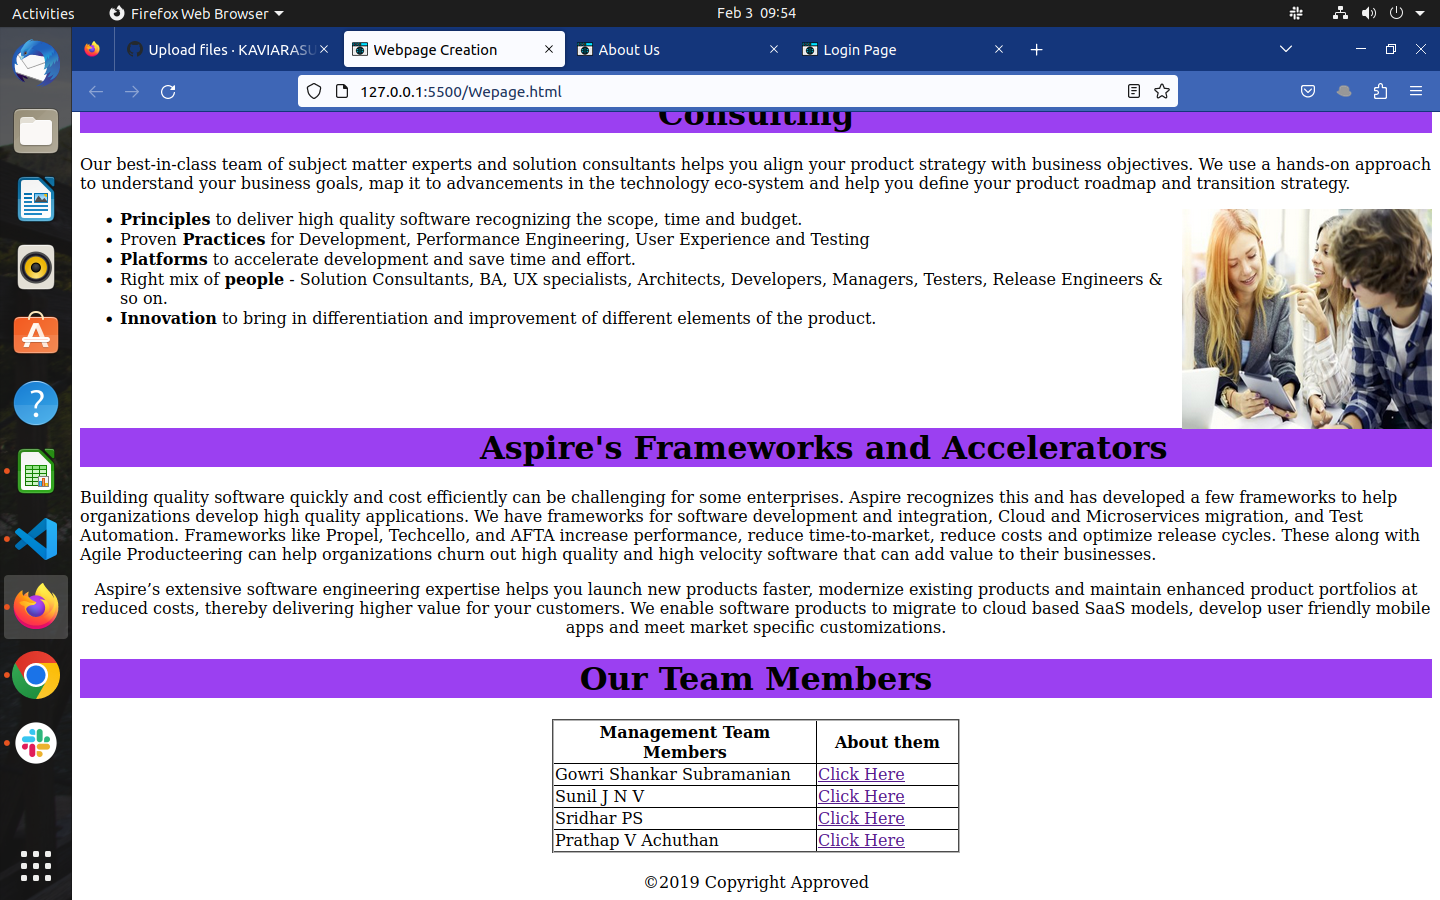 Activities Firefox Web Browser Feb 3 09:54
Upload files · KAVIARASU Webpage Creation About Us Login Page
127.0.0.1:5500/Wepage.html
Consulting
Our best-in-class team of subject matter experts and solution consultants helps you align your product strategy with business objectives. We use a hands-on approach
to understand your business goals, map it to advancements in the technology eco-system and help you define your product roadmap and transition strategy.
• Principles to deliver high quality software recognizing the scope, time and budget.
• Proven Practices for Development, Performance Engineering, User Experience and Testing
• Platforms to accelerate development and save time and effort.
• Right mix of people - Solution Consultants, BA, UX specialists, Architects, Developers, Managers, Testers, Release Engineers &
so on.
• Innovation to bring in differentiation and improvement of different elements of the product.
Aspire's Frameworks and Accelerators
Building quality software quickly and cost efficiently can be challenging for some enterprises. Aspire recognizes this and has developed a few frameworks to help
organizations develop high quality applications. We have frameworks for software development and integration, Cloud and Microservices migration, and Test
Automation. Frameworks like Propel, Techcello, and AFTA increase performance, reduce time-to-market, reduce costs and optimize release cycles. These along with
Agile Producteering can help organizations churn out high quality and high velocity software that can add value to their businesses.
Aspire’s extensive software engineering expertise helps you launch new products faster, modernize existing products and maintain enhanced product portfolios at
reduced costs, thereby delivering higher value for your customers. We enable software products to migrate to cloud based SaaS models, develop user friendly mobile
apps and meet market specific customizations.
Our Team Members
Management Team
Members
About them
Gowri Shankar Subramanian Click Here
Sunil J N V Click Here
Sridhar PS Click Here
Prathap V Achuthan Click Here
©2019 Copyright Approved